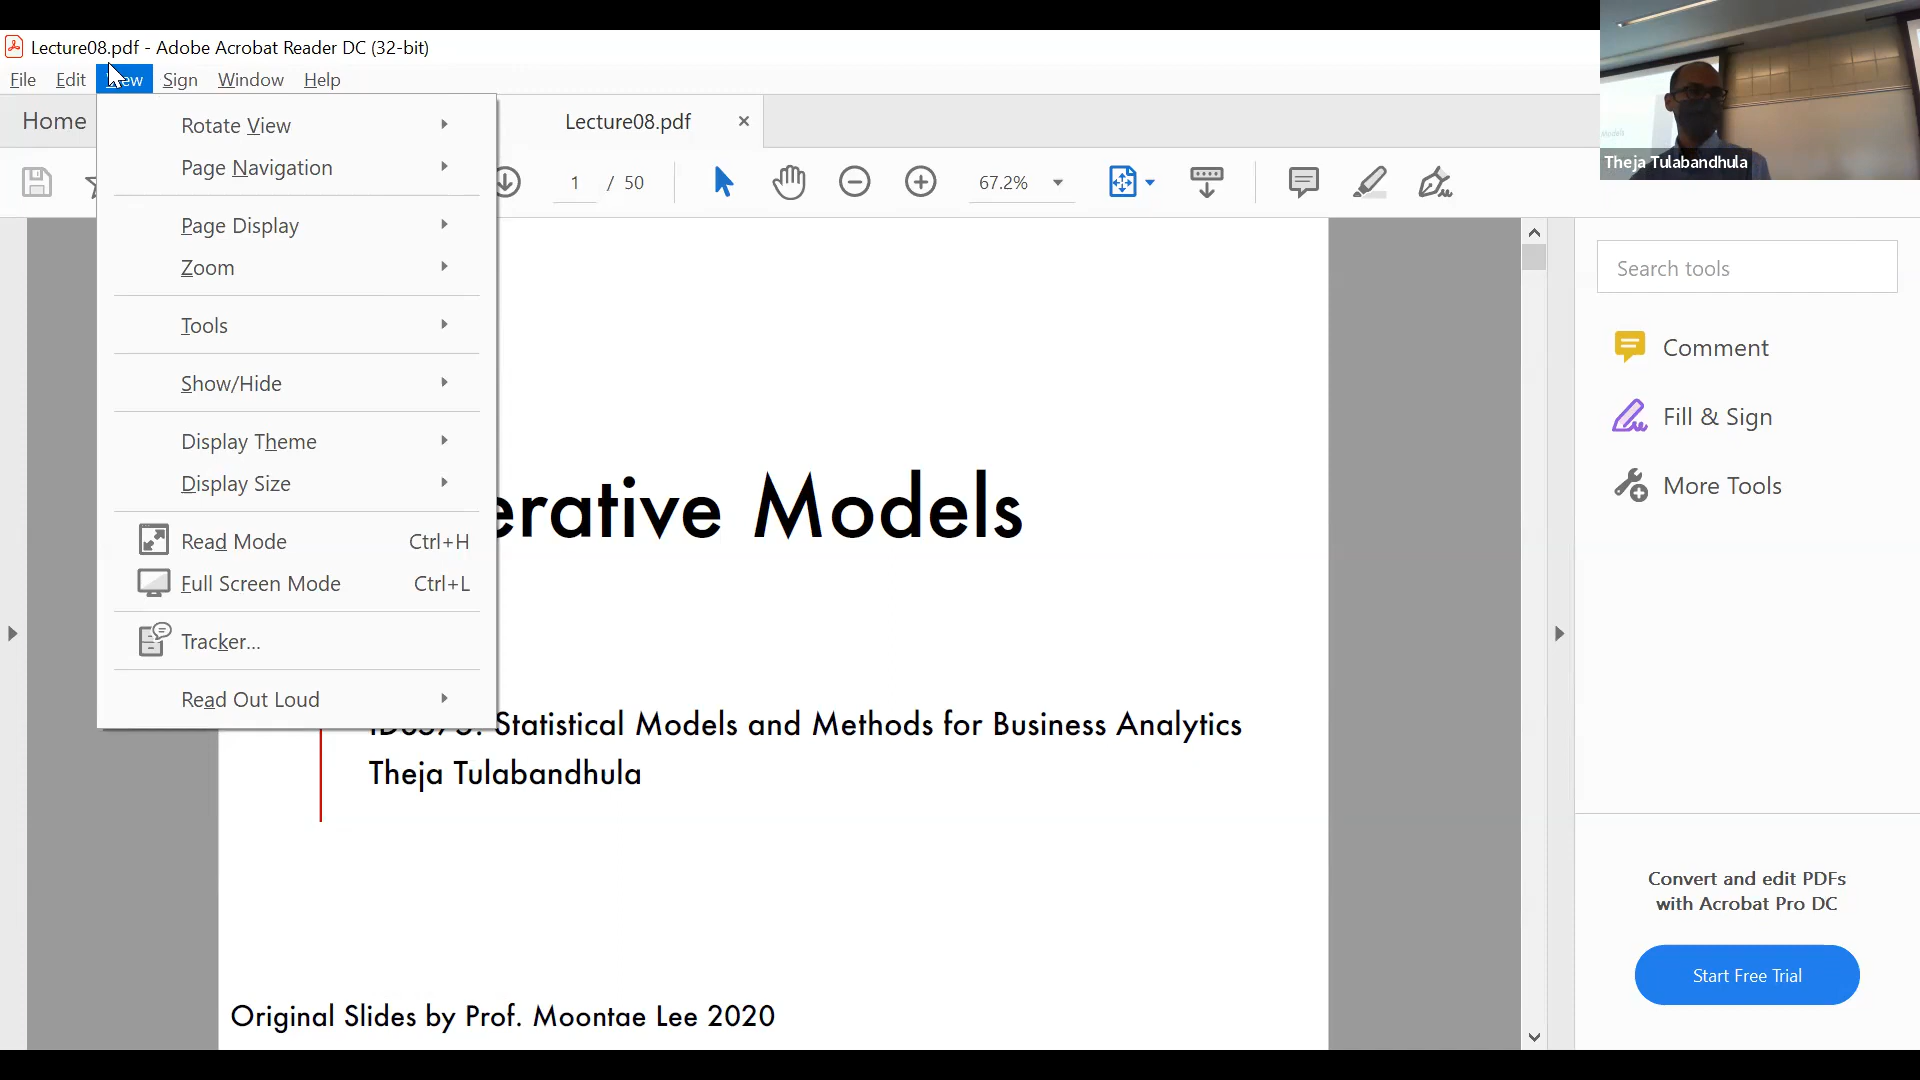 Lecture08.pdf - Adobe Acrobat Reader DC (32-bit)
File Edit View Sign Window Help
Home
Lecture08.pdf
1 / 50
67.2%
Theja Tulabandhula
Rotate View
Page Navigation
Page Display
Zoom
Tools
Show/Hide
Display Theme
Display Size
Read Mode Ctrl+H
Full Screen Mode Ctrl+L
Tracker...
Read Out Loud
erative Models
Statistical Models and Methods for Business Analytics
Theja Tulabandhula
Original Slides by Prof. Moontae Lee 2020
Search tools
Comment
Fill & Sign
More Tools
Convert and edit PDFs
with Acrobat Pro DC
Start Free Trial